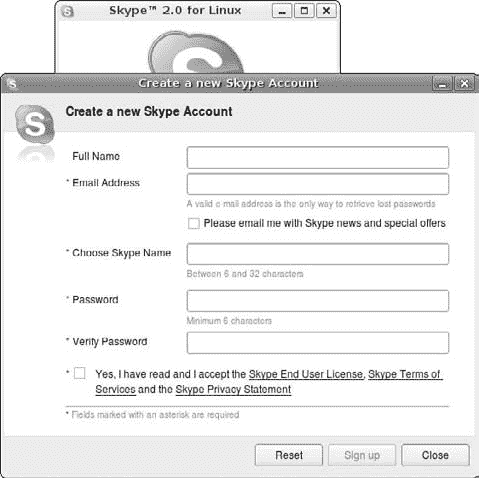 Skype™ 2.0 for Linux
Create a new Skype Account
Create a new Skype Account
Full Name
* Email Address
A valid e mail address is the only way to retrieve lost passwords
Please email me with Skype news and special offers
* Choose Skype Name
Between 6 and 32 characters
* Password
Minimum 6 characters
* Verify Password
* Yes, I have read and I accept the Skype End User License, Skype Terms of
Services and the Skype Privacy Statement
* Fields marked with an asterisk are required
Reset Sign up Close